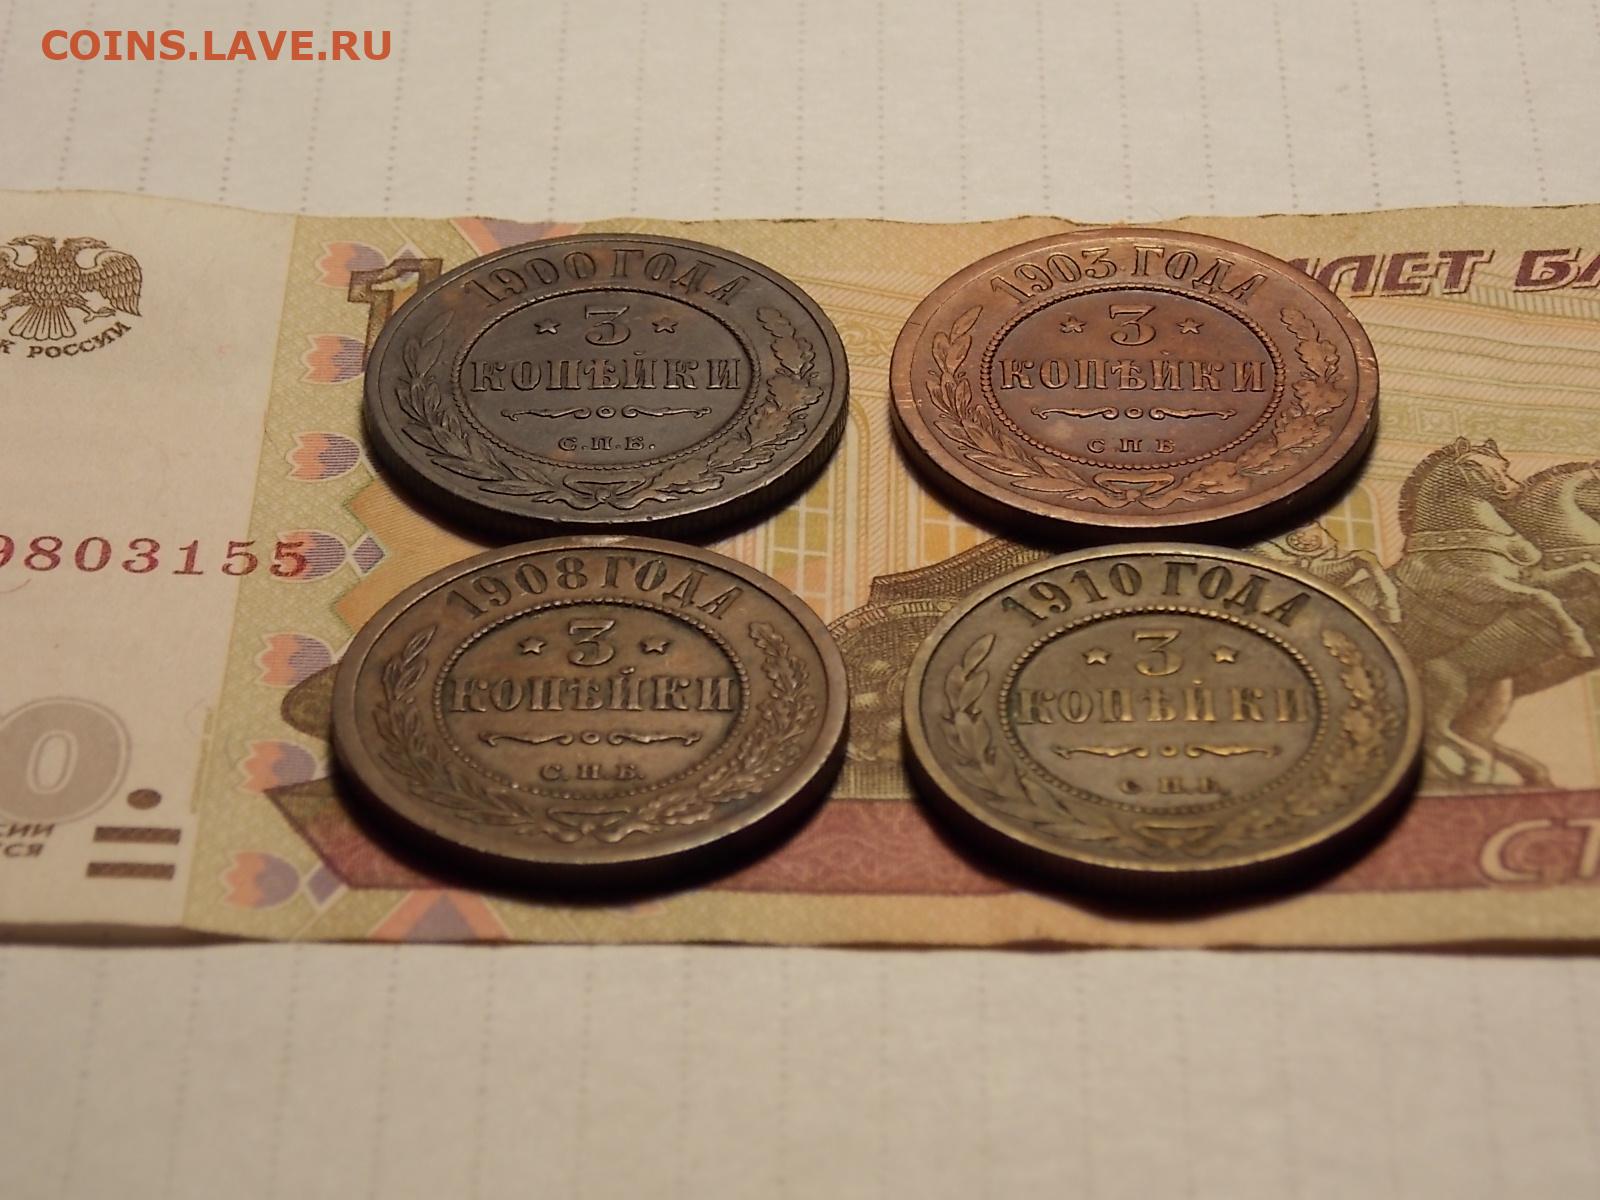 COINS.LAVE.RU
РОССИИ
9803155
1900 ГОДА
3
КОПѢЙКИ
С.П.Б.
1903 ГОДА
3
КОПѢЙКИ
С П Б
1908 ГОДА
3
КОПѢЙКИ
С.П.Б.
1910 ГОДА
3
КОПѢЙКИ
С П Б